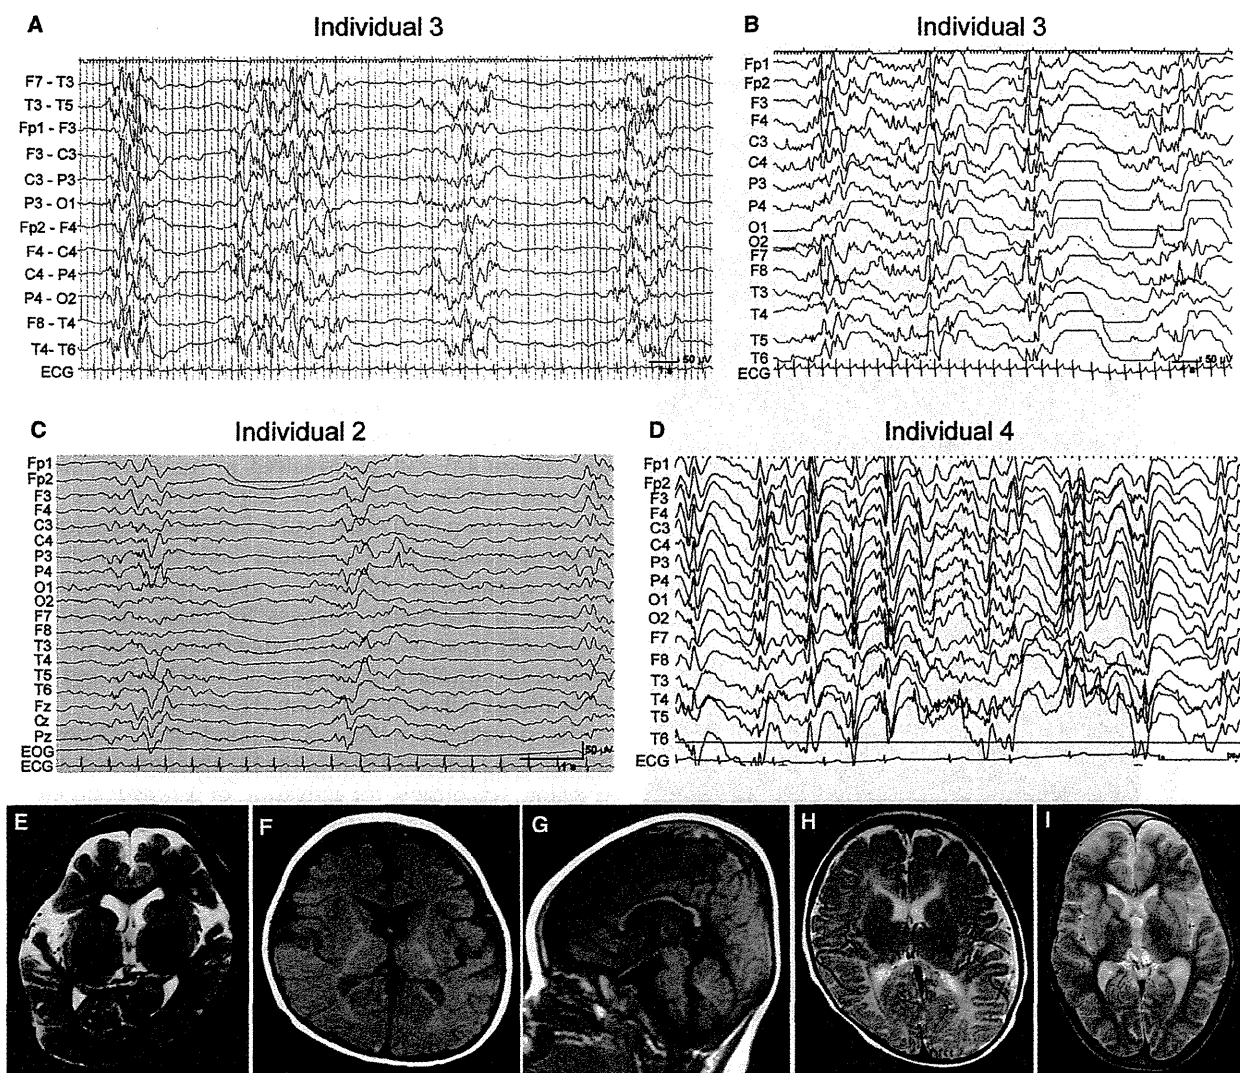 A
Individual 3
F7 - T3
T3 - T5
Fp1 - F3
F3 - C3
C3 - P3
P3 - O1
Fp2 - F4
F4 - C4
C4 - P4
P4 - O2
F8 - T4
T4- T6
ECG
50 μV
1 s
B
Individual 3
Fp1
Fp2
F3
F4
C3
C4
P3
P4
O1
O2
F7
F8
T3
T4
T5
T6
ECG
50 μV
C
Individual 2
Fp1
Fp2
F3
F4
C3
C4
P3
P4
O1
O2
F7
F8
T3
T4
T5
T6
Fz
Cz
Pz
EOG
ECG
50 μV
1 s
D
Individual 4
Fp1
Fp2
F3
F4
C3
C4
P3
P4
O1
O2
F7
F8
T3
T4
T5
T6
ECG
E
F
G
H
I